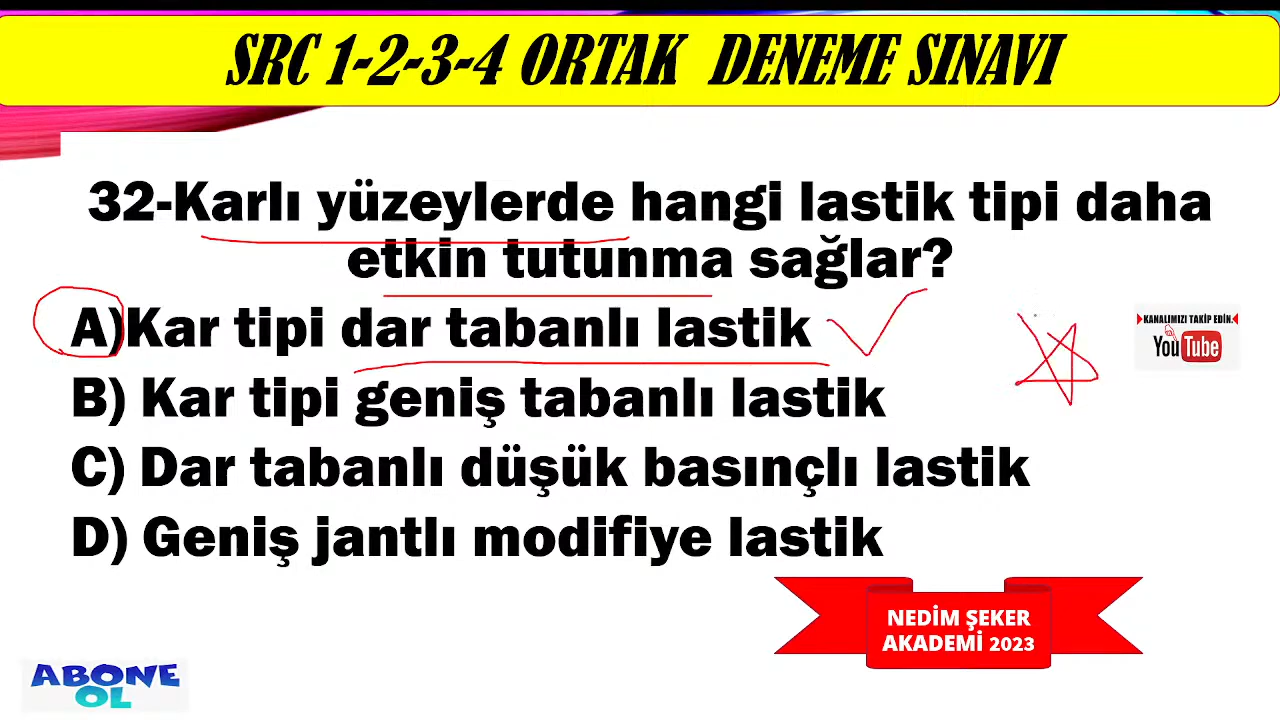 SRC 1-2-3-4 ORTAK DENEME SINAVI
32-Karlı yüzeylerde hangi lastik tipi daha
etkin tutunma sağlar?
A)Kar tipi dar tabanlı lastik
B) Kar tipi geniş tabanlı lastik
C) Dar tabanlı düşük basınçlı lastik
D) Geniş jantlı modifiye lastik
KANALIMIZI TAKİP EDİN.
YouTube
NEDİM ŞEKER
AKADEMİ 2023
ABONE
OL